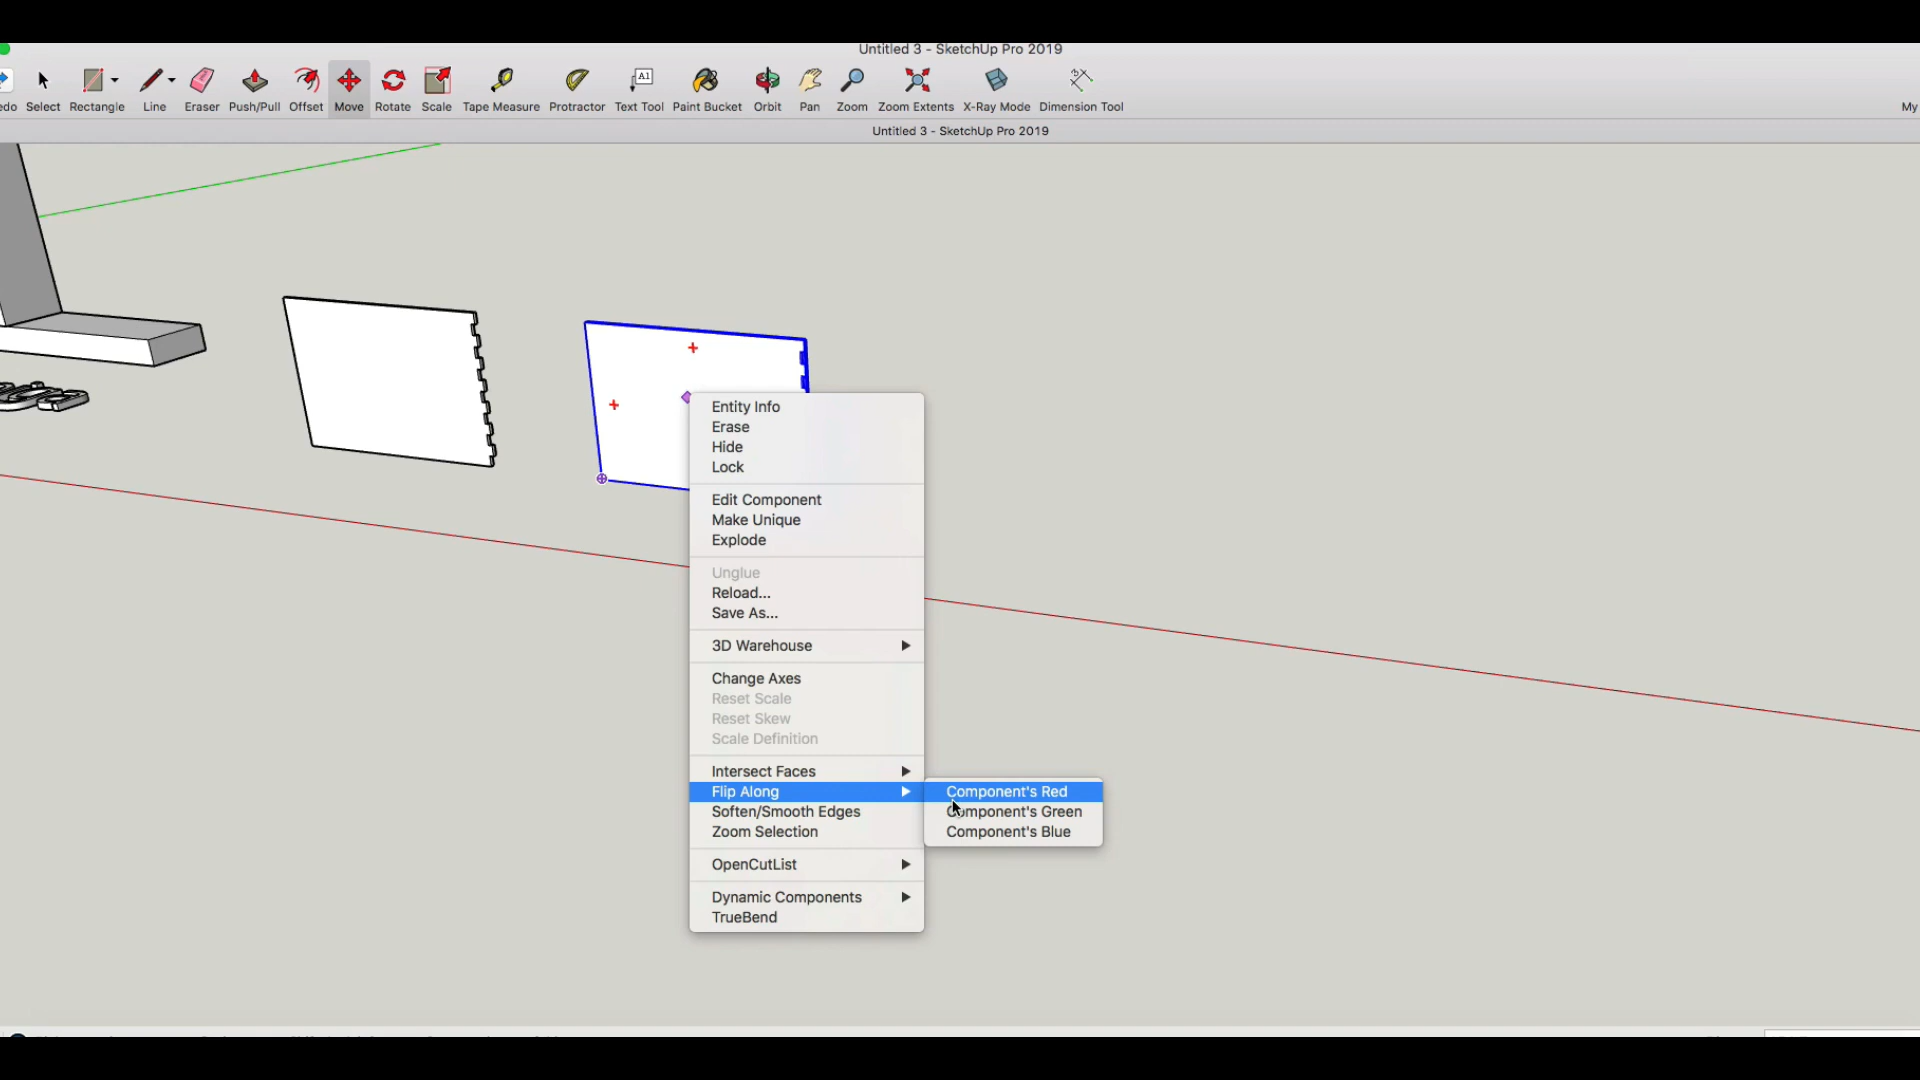 Untitled 3 - SketchUp Pro 2019
edo Select Rectangle Line Eraser Push/Pull Offset Move Rotate Scale Tape Measure Protractor Text Tool Paint Bucket Orbit Pan Zoom Zoom Extents X-Ray Mode Dimension Tool My
A1
Untitled 3 - SketchUp Pro 2019
Entity Info
Erase
Hide
Lock
Edit Component
Make Unique
Explode
Unglue
Reload...
Save As...
3D Warehouse
Change Axes
Reset Scale
Reset Skew
Scale Definition
Intersect Faces
Flip Along
Component's Red
Soften/Smooth Edges
Component's Green
Zoom Selection
Component's Blue
OpenCutList
Dynamic Components
TrueBend